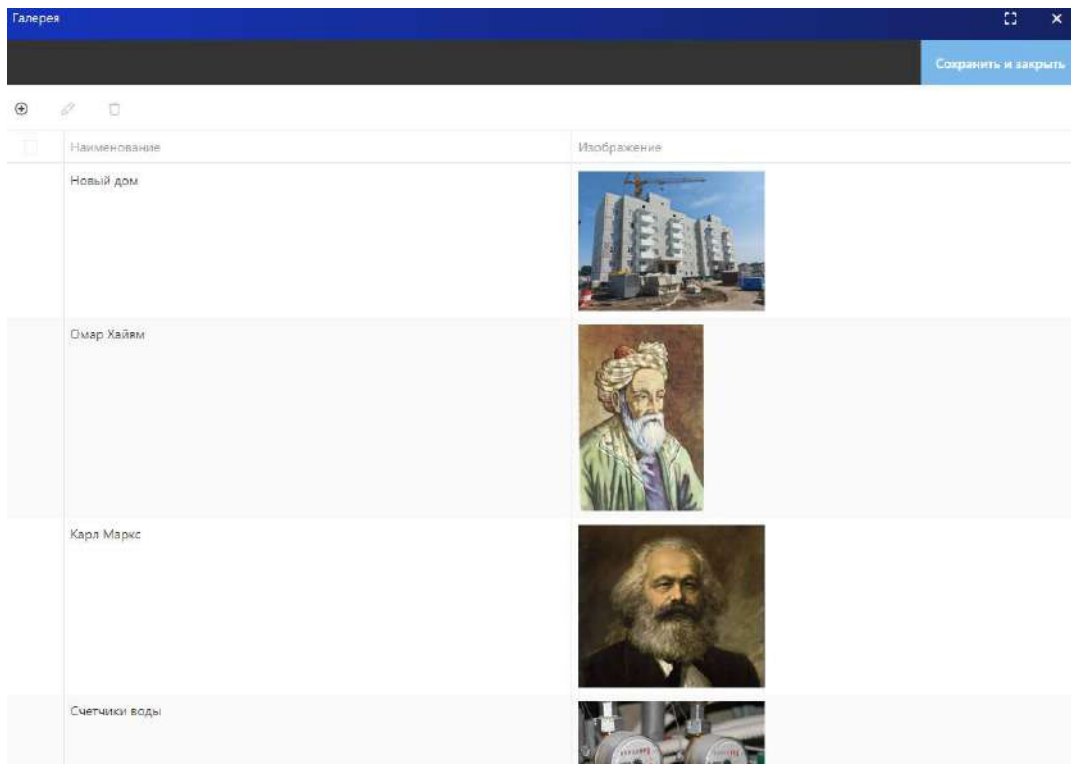 Галерея
Сохранить и закрыть
Наименование
Изображение
Новый дом
Омар Хайям
Карл Маркс
Счетчики воды